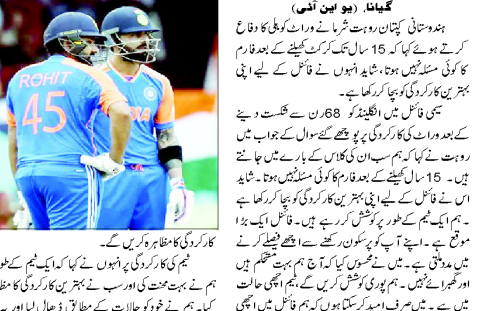 گیانا، (یو این آئی)
ہندوستانی کپتان روہت شرما نے وراٹ کوہلی کا دفاع
کرتے ہوئے کہا کہ 15 سال تک کرکٹ کھیلنے کے بعد فارم
کا کوئی مسئلہ نہیں ہوتا، شاید انہوں نے فائنل کے لیے اپنی
بہترین کارکردگی کو بچا کر رکھا ہے۔
سیمی فائنل میں انگلینڈ کو 68 رن سے شکست دینے
کے بعد وراٹ کی کارکردگی پر پوچھے گئے سوال کے جواب میں
روہت نے کہا کہ ہم سب ان کی کلاس کے بارے میں جانتے
ہیں۔ 15 سال کھیلنے کے بعد فارم کا کوئی مسئلہ نہیں ہوتا۔ شاید
اس نے فائنل کے لیے اپنی بہترین کارکردگی کو بچا کر رکھا ہے
۔ ہم ایک ٹیم کے طور پر کوشش کر رہے ہیں۔ فائنل ایک بڑا
موقع ہے۔ اپنے آپ کو پرسکون رکھنے سے اچھے فیصلے کرنے
میں مدد ملتی ہے۔ میں نے محسوس کیا کہ آج ہم بہت مستحکم ہیں
اور گھبرائے نہیں۔ ہم پوری کوشش کریں گے، ٹیم اچھی حالت
میں ہے۔ میں صرف امید کر سکتا ہوں کہ ہم فائنل میں اچھی
ROHIT
45
کارکردگی کا مظاہرہ کریں گے۔
ٹیم کی کارکردگی پر انہوں نے کہا کہ ایک ٹیم کے طور
ہم نے بہت محنت کی اور سب نے بہترین کارکردگی کا
کیا۔ ہم نے خود کو حالات کے مطابق ڈھال لیا اور